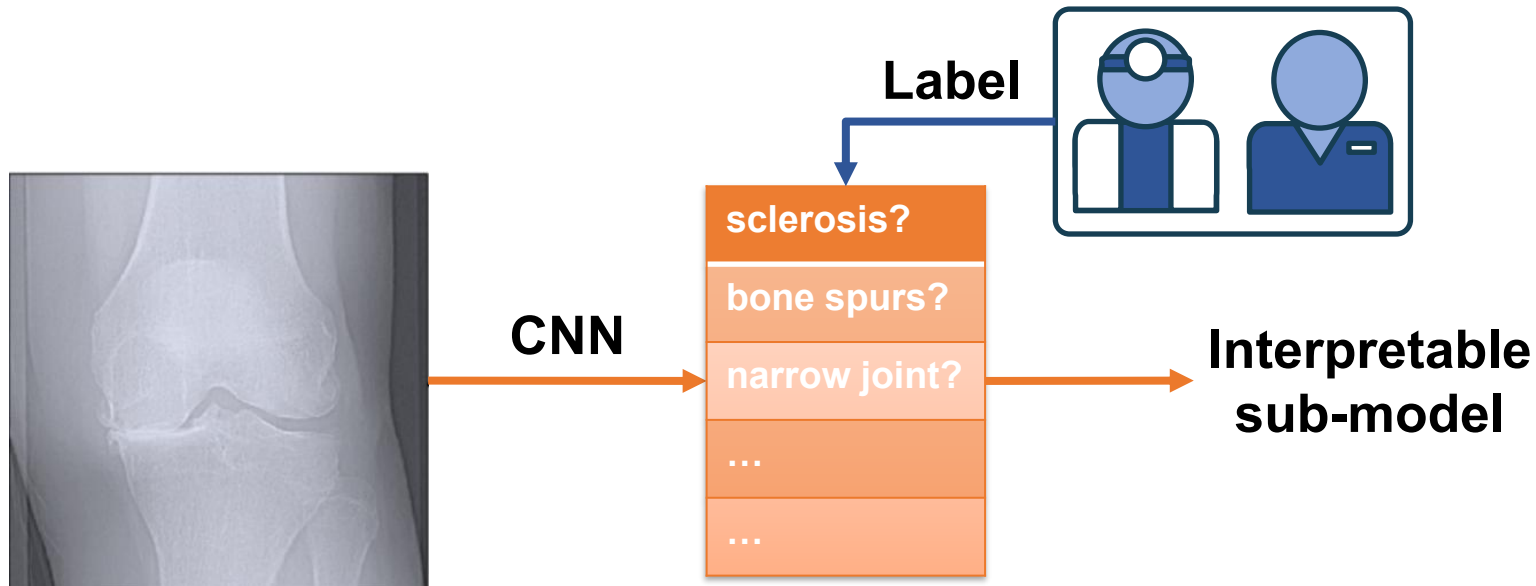 Label
sclerosis?
bone spurs?
CNN
narrow joint?
…
…
Interpretable
sub-model